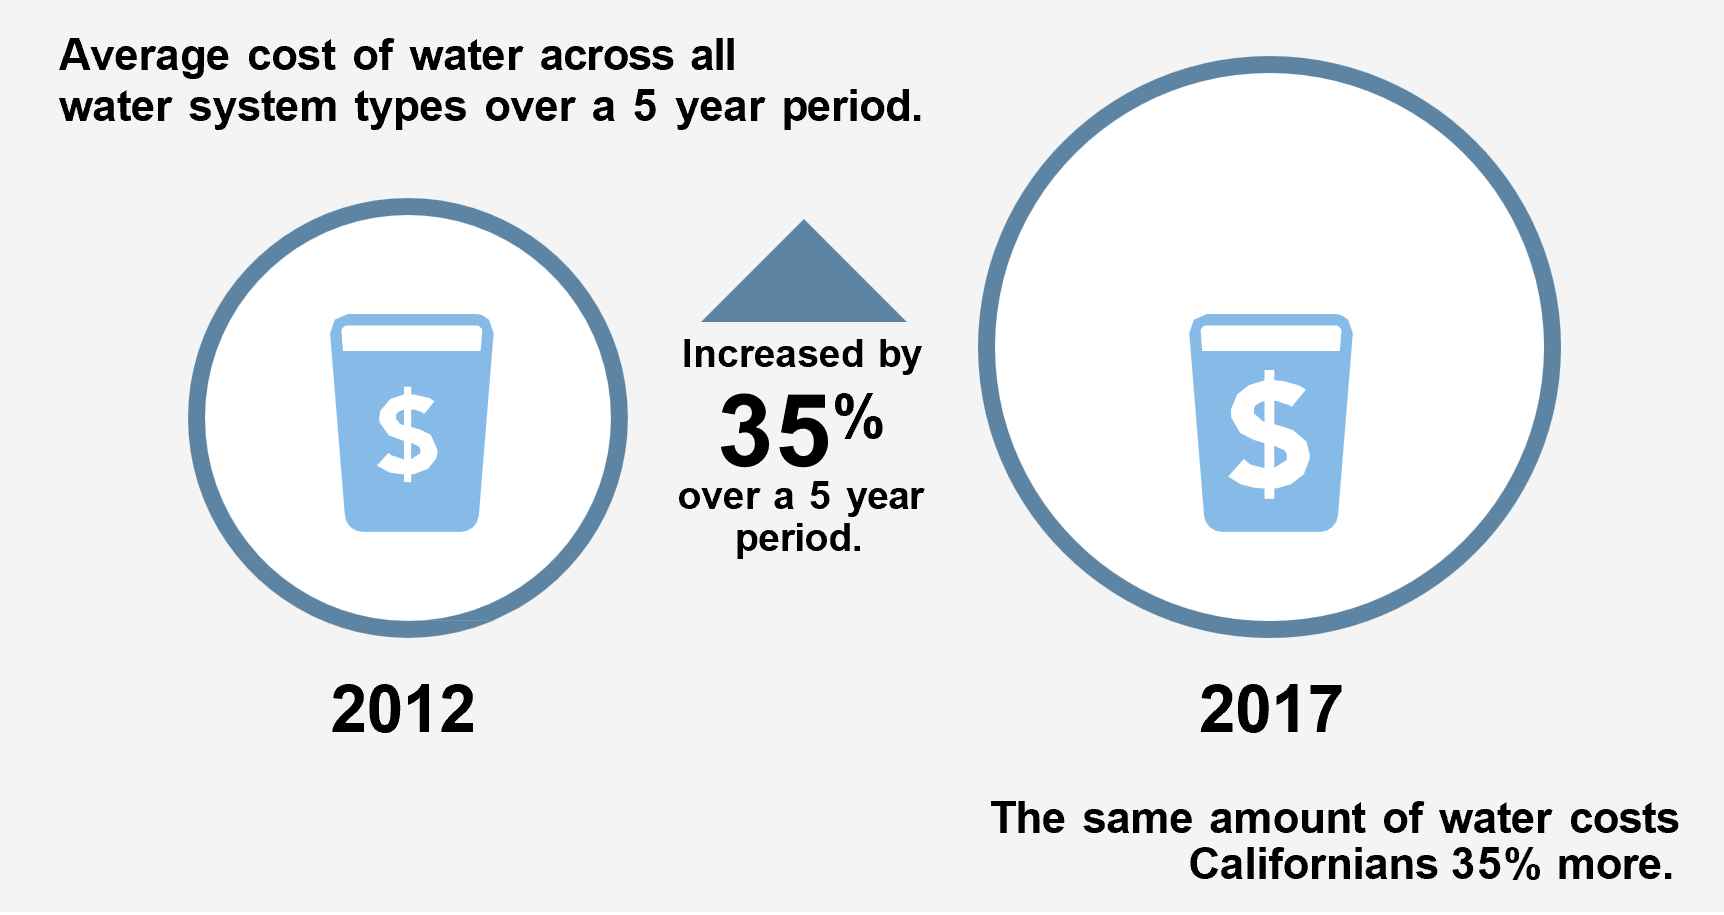 Average cost of water across all
water system types over a 5 year period.
Increased by
35%
over a 5 year
period.
$
$
2012
2017
The same amount of water costs
Californians 35% more.